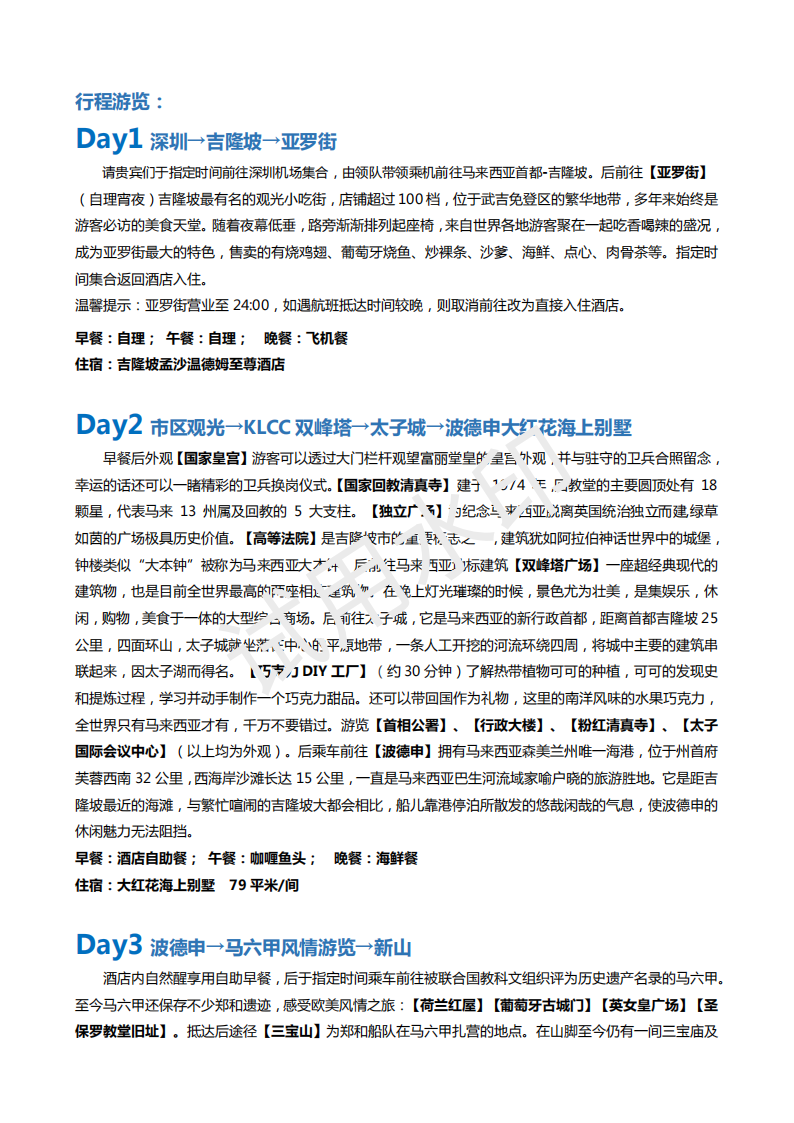 行程游览：
Day1 深圳→吉隆坡→亚罗街
请贵宾们于指定时间前往深圳机场集合，由领队带领乘机前往马来西亚首都-吉隆坡。后前往【亚罗街】
（自理宵夜）吉隆坡最有名的观光小吃街，店铺超过100档，位于武吉免登区的繁华地带，多年来始终是
游客必访的美食天堂。随着夜幕低垂，路旁渐渐排列起座椅，来自世界各地游客聚在一起吃香喝辣的盛况，
成为亚罗街最大的特色，售卖的有烧鸡翅、葡萄牙烧鱼、炒裸条、沙爹、海鲜、点心、肉骨茶等。指定时
间集合返回酒店入住。
温馨提示：亚罗街营业至24:00，如遇航班抵达时间较晚，则取消前往改为直接入住酒店。
早餐：自理； 午餐：自理； 晚餐：飞机餐
住宿：吉隆坡孟沙温德姆至尊酒店
Day2 市区观光→KLCC 双峰塔→太子城→波德申大红花海上别墅
早餐后外观【国家皇宫】游客可以透过大门栏杆观望富丽堂皇的皇宫外观，并与驻守的卫兵合照留念，
幸运的话还可以一睹精彩的卫兵换岗仪式。【国家回教清真寺】建于 1974 年，回教堂的主要圆顶处有 18
颗星，代表马来 13 州属及回教的 5 大支柱。【独立广场】为纪念马来西亚脱离英国统治独立而建,绿草
如茵的广场极具历史价值。【高等法院】是吉隆坡市的重要标志之一，建筑犹如阿拉伯神话世界中的城堡，
钟楼类似“大本钟”被称为马来西亚大本钟。后前往马来西亚地标建筑【双峰塔广场】一座超经典现代的
建筑物，也是目前全世界最高的两座相连建筑物。在晚上灯光璀璨的时候，景色尤为壮美，是集娱乐，休
闲，购物，美食于一体的大型综合商场。后前往太子城，它是马来西亚的新行政首都，距离首都吉隆坡25
公里，四面环山，太子城就坐落在中心的平原地带，一条人工开挖的河流环绕四周，将城中主要的建筑串
联起来，因太子湖而得名。【巧克力 DIY 工厂】（约30分钟）了解热带植物可可的种植，可可的发现史
和提炼过程，学习并动手制作一个巧克力甜品。还可以带回国作为礼物，这里的南洋风味的水果巧克力，
全世界只有马来西亚才有，千万不要错过。游览【首相公署】、【行政大楼】、【粉红清真寺】、【太子
国际会议中心】（以上均为外观）。后乘车前往【波德申】拥有马来西亚森美兰州唯一海港，位于州首府
芙蓉西南32公里，西海岸沙滩长达 15公里，一直是马来西亚巴生河流域家喻户晓的旅游胜地。它是距吉
隆坡最近的海滩，与繁忙喧闹的吉隆坡大都会相比，船儿靠港停泊所散发的悠哉闲哉的气息，使波德申的
休闲魅力无法阻挡。
早餐：酒店自助餐； 午餐：咖喱鱼头； 晚餐：海鲜餐
住宿：大红花海上别墅 79平米/间
Day3 波德申→马六甲风情游览→新山
酒店内自然醒享用自助早餐，后于指定时间乘车前往被联合国教科文组织评为历史遗产名录的马六甲。
至今马六甲还保存不少郑和遗迹，感受欧美风情之旅：【荷兰红屋】【葡萄牙古城门】【英女皇广场】【圣
保罗教堂旧址】。抵达后途径【三宝山】为郑和船队在马六甲扎营的地点。在山脚至今仍有一间三宝庙及
试用水印